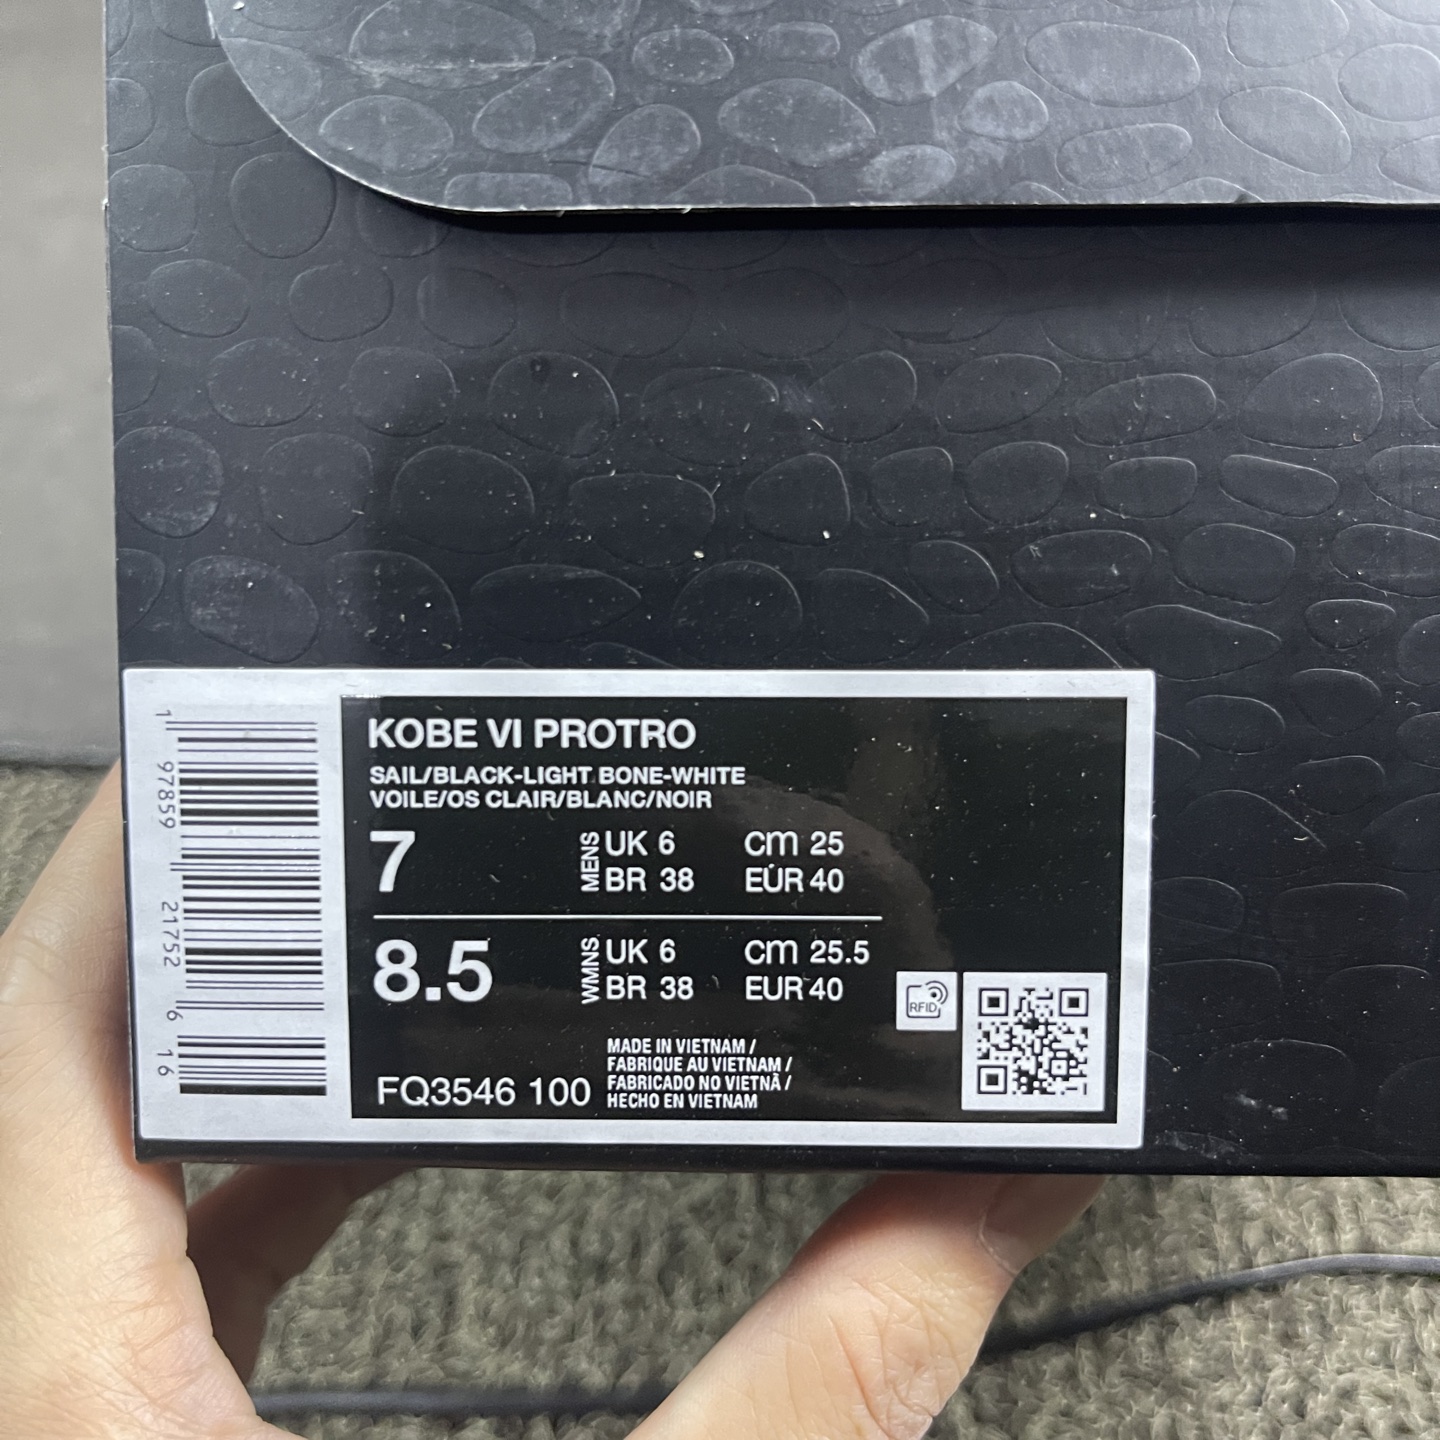 KOBE VI PROTRO
SAIL/BLACK-LIGHT BONE-WHITE
VOILE/OS CLAIR/BLANC/NOIR
7 MENS UK 6 cm 25
BR 38 EUR 40
8.5 WMNS UK 6 cm 25.5
BR 38 EUR 40
FQ3546 100
MADE IN VIETNAM /
FABRIQUE AU VIETNAM /
FABRICADO NO VIETNÃ /
HECHO EN VIETNAM
RFID
1 97859 21752 6 16